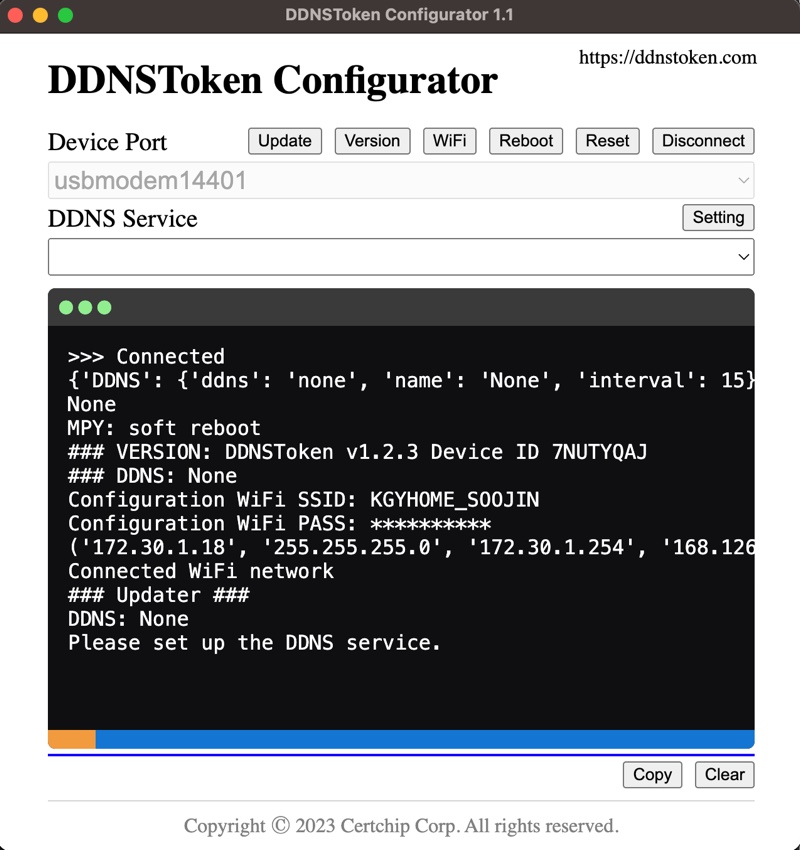 DDNSToken Configurator 1.1
https://ddnstoken.com
DDNSToken Configurator
Device Port Update Version WiFi Reboot Reset Disconnect
usbmodem14401
DDNS Service Setting
>>> Connected
{'DDNS': {'ddns': 'none', 'name': 'None', 'interval': 15}
None
MPY: soft reboot
### VERSION: DDNSToken v1.2.3 Device ID 7NUTYQAJ
### DDNS: None
Configuration WiFi SSID: KGYHOME_SOOJIN
Configuration WiFi PASS: **********
('172.30.1.18', '255.255.255.0', '172.30.1.254', '168.126
Connected WiFi network
### Updater ###
DDNS: None
Please set up the DDNS service.
Copy Clear
Copyright © 2023 Certchip Corp. All rights reserved.